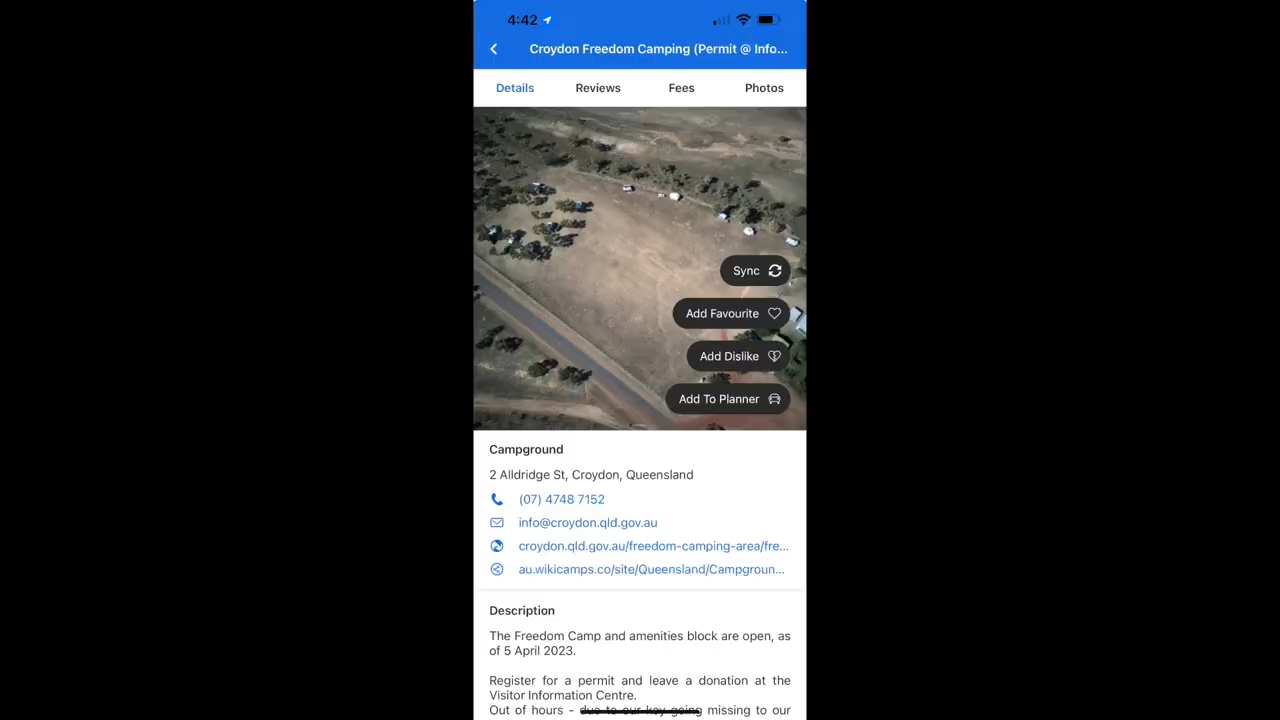 4:42
Croydon Freedom Camping (Permit @ Info...
Details Reviews Fees Photos
Sync
Add Favourite
Add Dislike
Add To Planner
Campground
2 Alldridge St, Croydon, Queensland
(07) 4748 7152
info@croydon.qld.gov.au
croydon.qld.gov.au/freedom-camping-area/fre...
au.wikicamps.co/site/Queensland/Campgroun...
Description
The Freedom Camp and amenities block are open, as
of 5 April 2023.
Register for a permit and leave a donation at the
Visitor Information Centre.
Out of hours - due to our key going missing to our